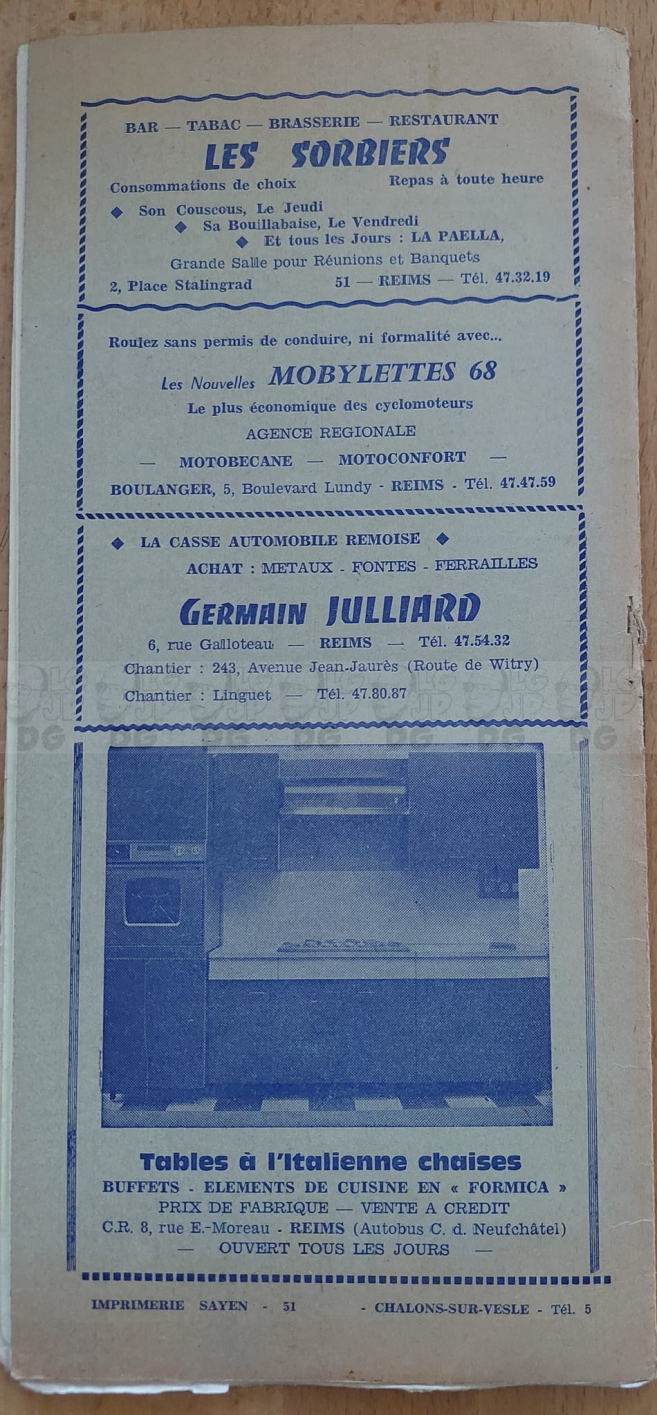 BAR — TABAC — BRASSERIE — RESTAURANT
LES SORBIERS
Consommations de choix Repas à toute heure
◆ Son Couscous, Le Jeudi
◆ Sa Bouillabaise, Le Vendredi
◆ Et tous les Jours : LA PAELLA,
Grande Salle pour Réunions et Banquets
2, Place Stalingrad 51 — REIMS — Tél. 47.32.19
Roulez sans permis de conduire, ni formalité avec...
Les Nouvelles MOBYLETTES 68
Le plus économique des cyclomoteurs
AGENCE REGIONALE
— MOTOBECANE — MOTOCONFORT —
BOULANGER, 5, Boulevard Lundy - REIMS - Tél. 47.47.59
◆ LA CASSE AUTOMOBILE REMOISE ◆
ACHAT : METAUX - FONTES - FERRAILLES
GERMAIN JULLIARD
6, rue Galloteau — REIMS — Tél. 47.54.32
Chantier : 243, Avenue Jean-Jaurès (Route de Witry)
Chantier : Linguet — Tél. 47.80.87
Tables à l'Italienne chaises
BUFFETS - ELEMENTS DE CUISINE EN « FORMICA »
PRIX DE FABRIQUE — VENTE A CREDIT
C.R. 8, rue E.-Moreau - REIMS (Autobus C. d. Neufchâtel)
— OUVERT TOUS LES JOURS —
IMPRIMERIE SAYEN - 51 - CHALONS-SUR-VESLE - Tél. 5